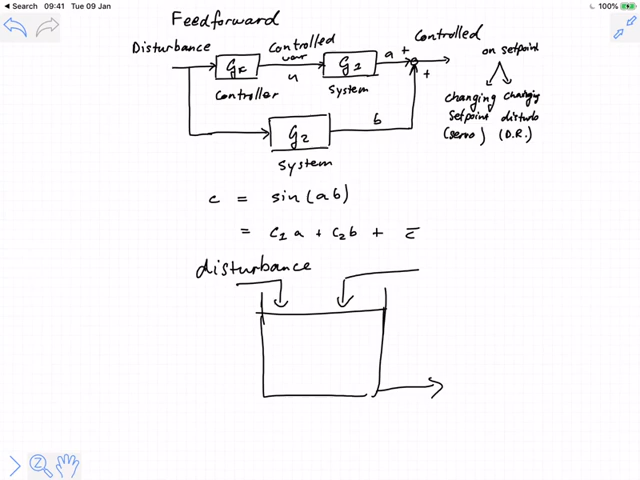 Search 09:41 Tue 09 Jan 100%
Feedforward
Disturbance
Controlled
u
a + Controlled
+
on setpoint
G1
Controller
system
changing changing
setpoint disturb
(servo) (D.R.)
G2
b
system
c = sin(ab)
= c1 a + c2 b + c̅
disturbance